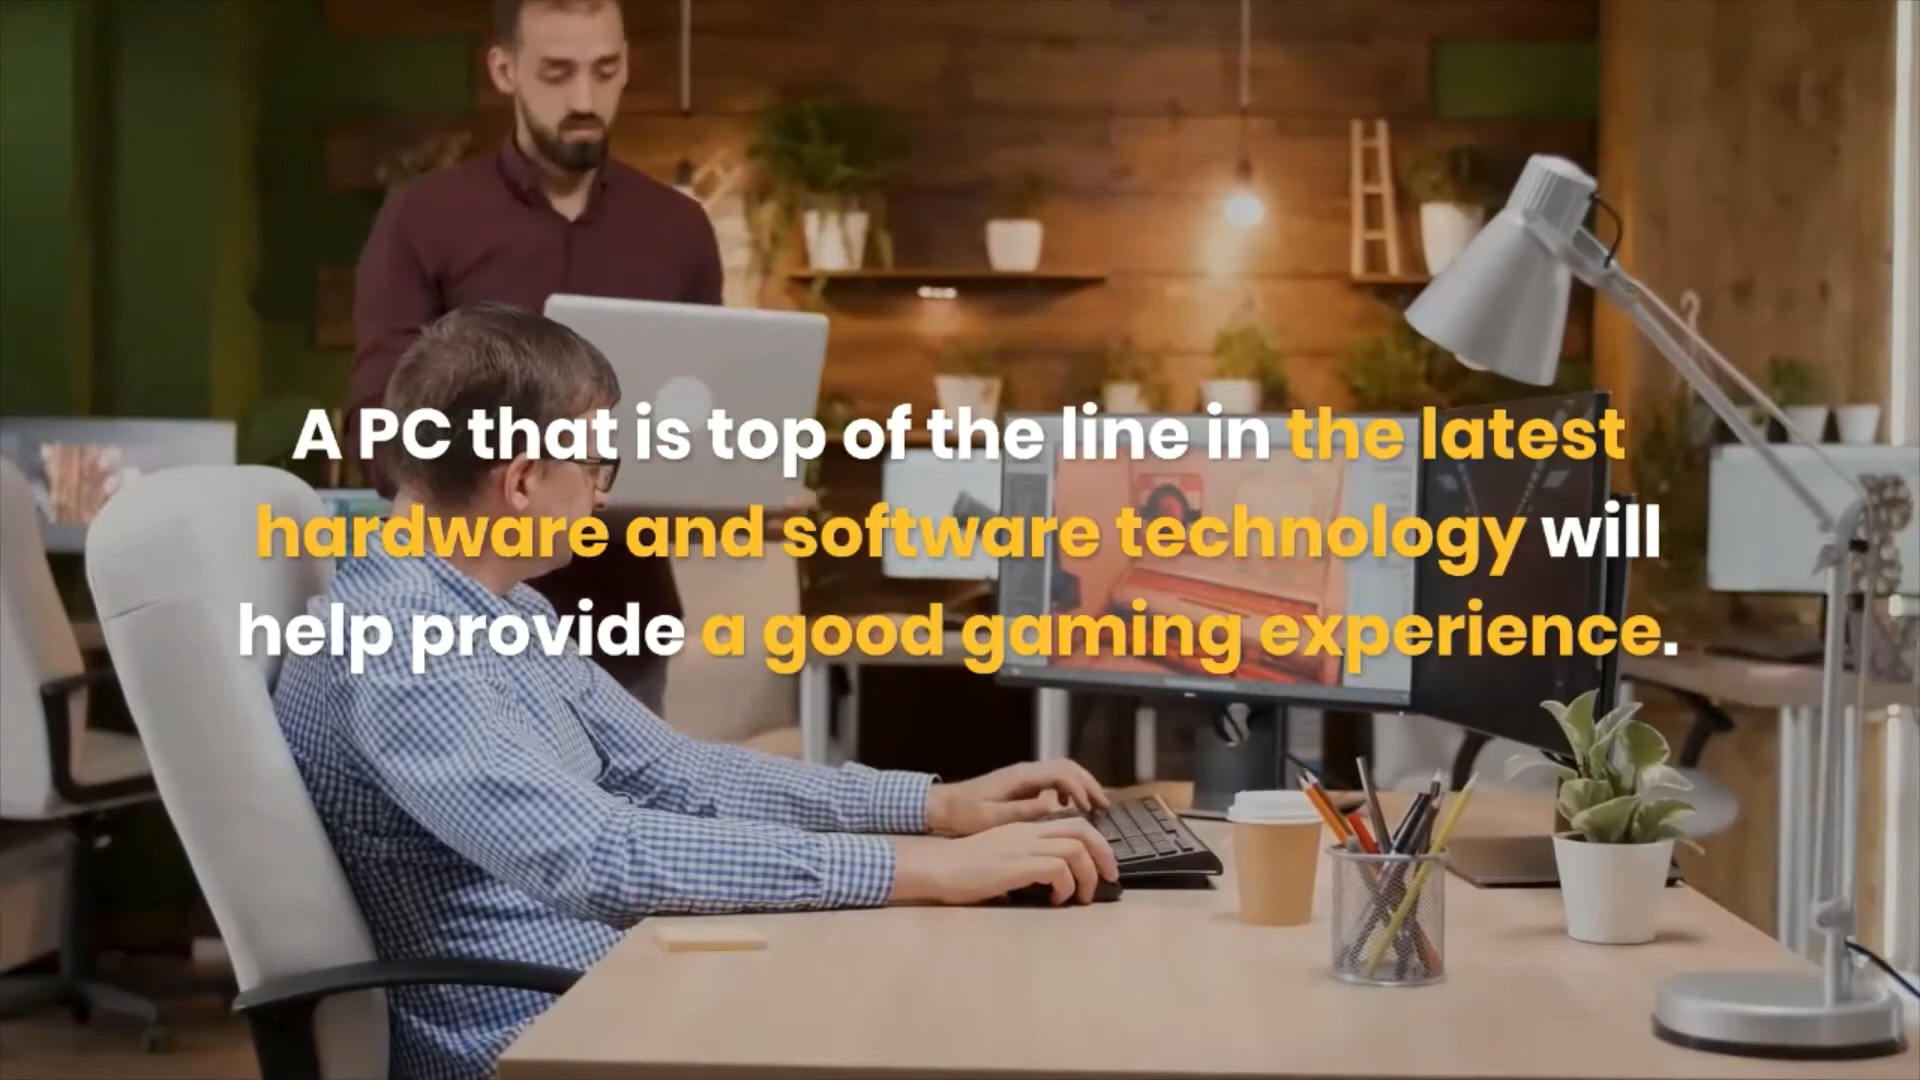 A PC that is top of the line in the latest
hardware and software technology will
help provide a good gaming experience.